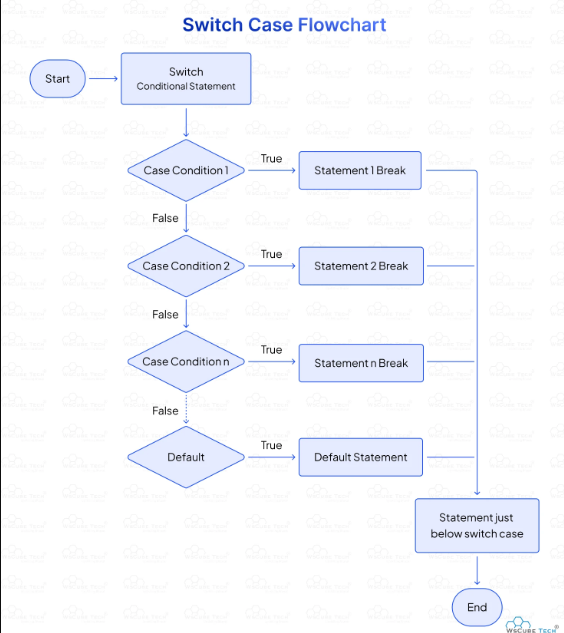 Switch Case Flowchart
Start
Switch
Conditional Statement
Case Condition 1
True
Statement 1 Break
False
Case Condition 2
True
Statement 2 Break
False
Case Condition n
True
Statement n Break
False
Default
True
Default Statement
Statement just
below switch case
End
WsCube Tech®